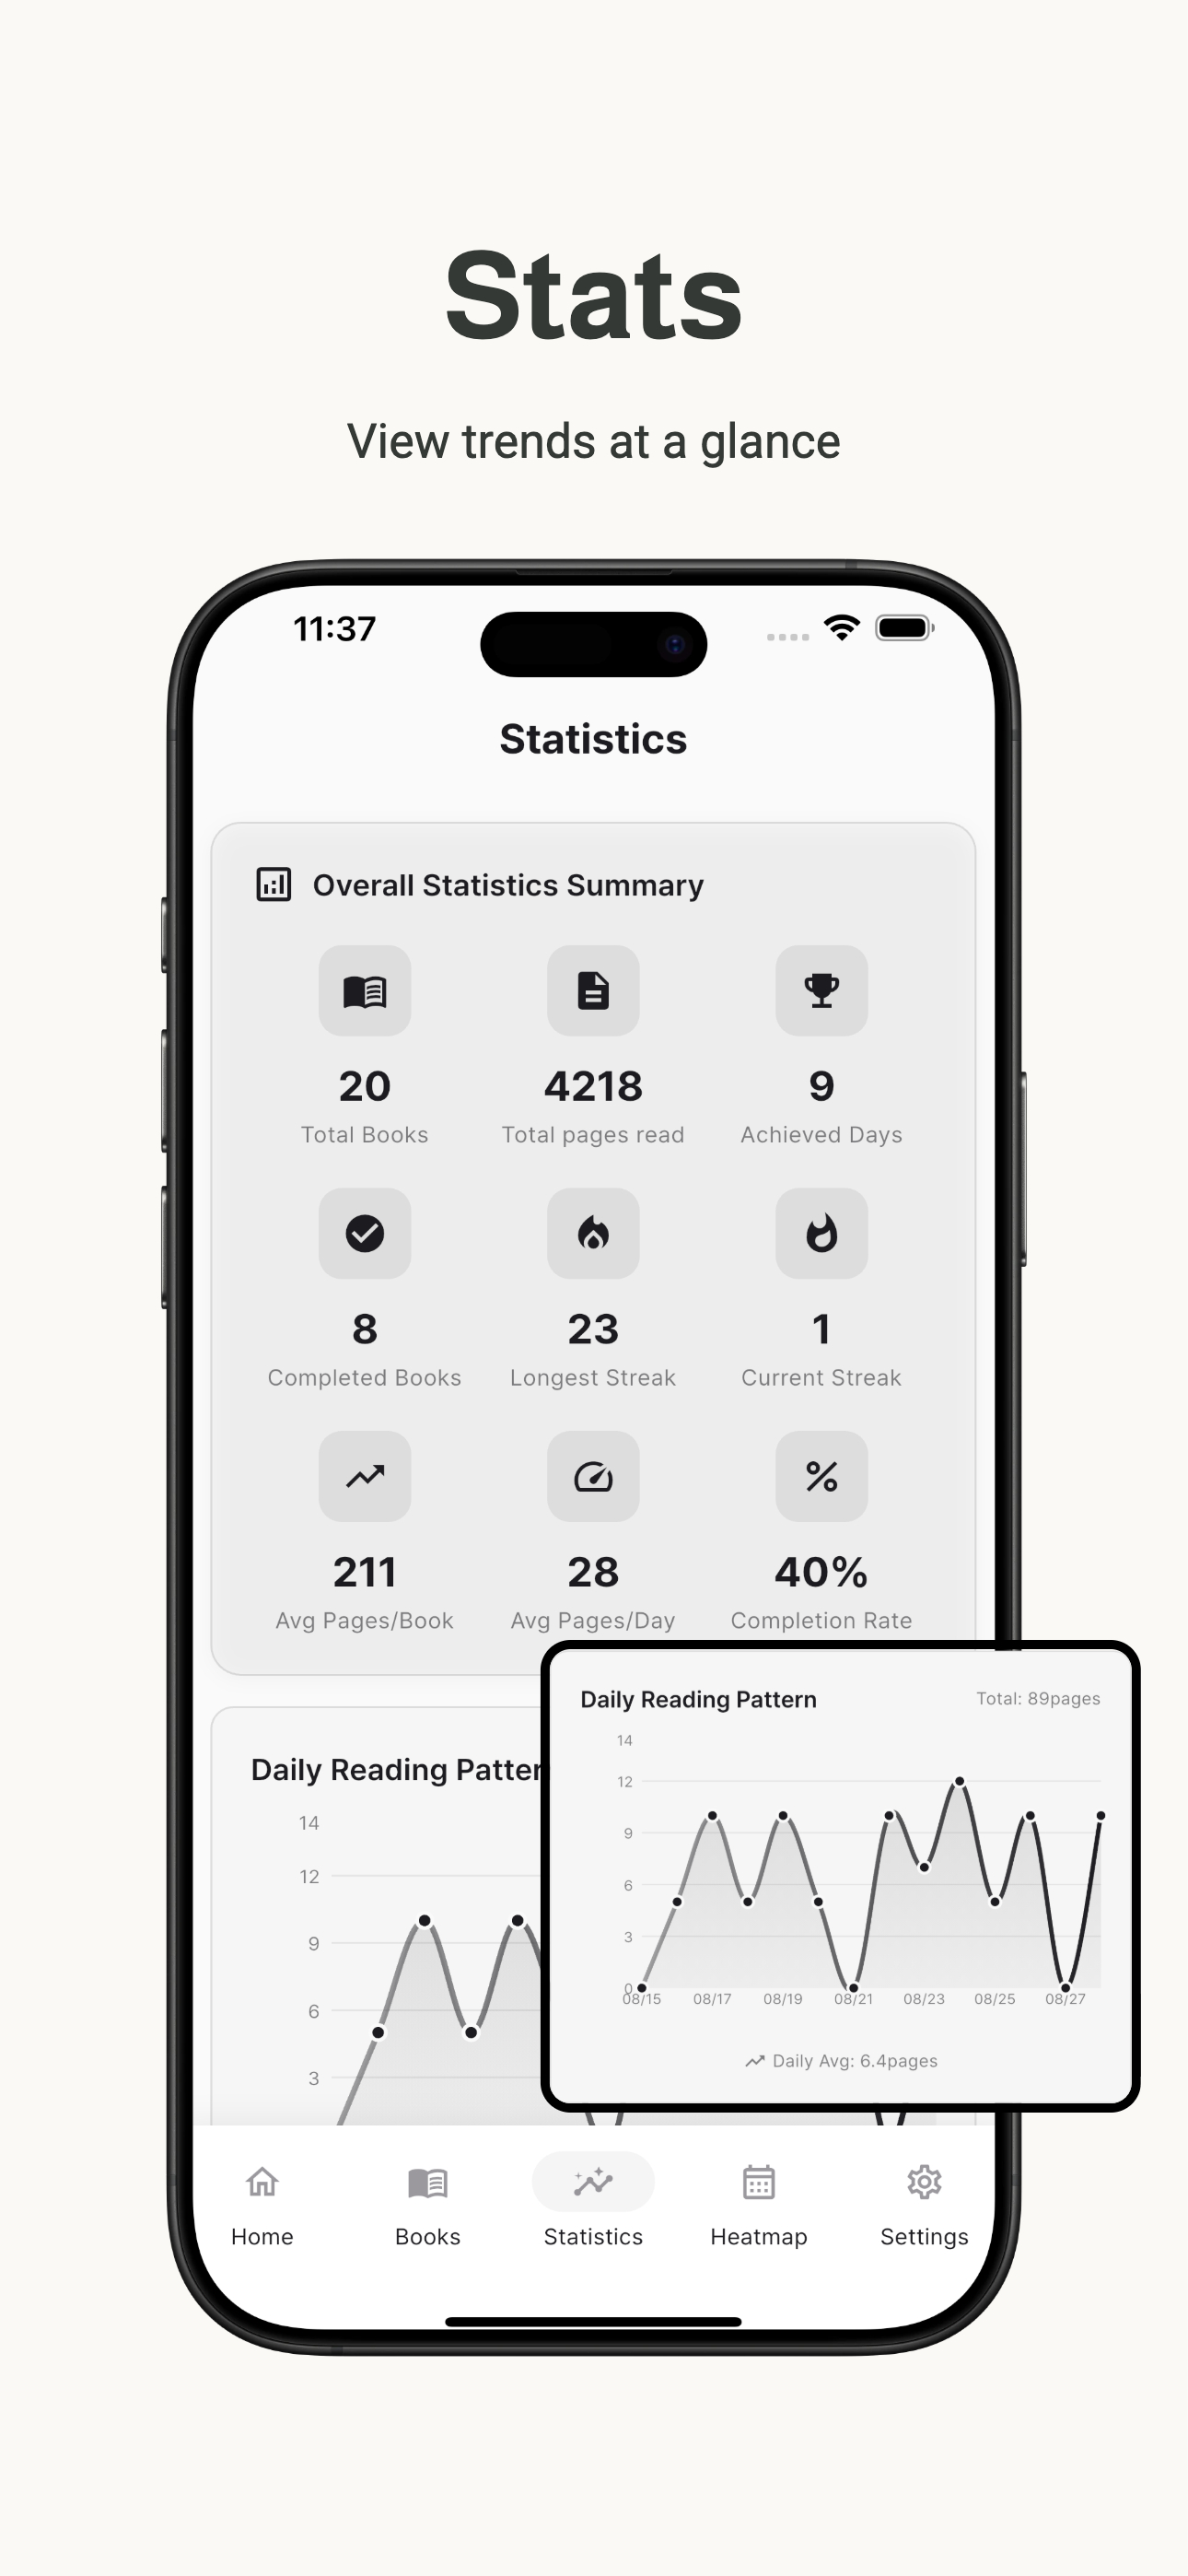 Stats
View trends at a glance
11:37
Statistics
Overall Statistics Summary
20 4218 9
Total Books Total pages read Achieved Days
8 23 1
Completed Books Longest Streak Current Streak
211 28 40%
Avg Pages/Book Avg Pages/Day Completion Rate
Daily Reading Patter
14
12
9
6
3
Daily Reading Pattern Total: 89pages
14
12
9
6
3
0
08/15 08/17 08/19 08/21 08/23 08/25 08/27
Daily Avg: 6.4pages
Home Books Statistics Heatmap Settings